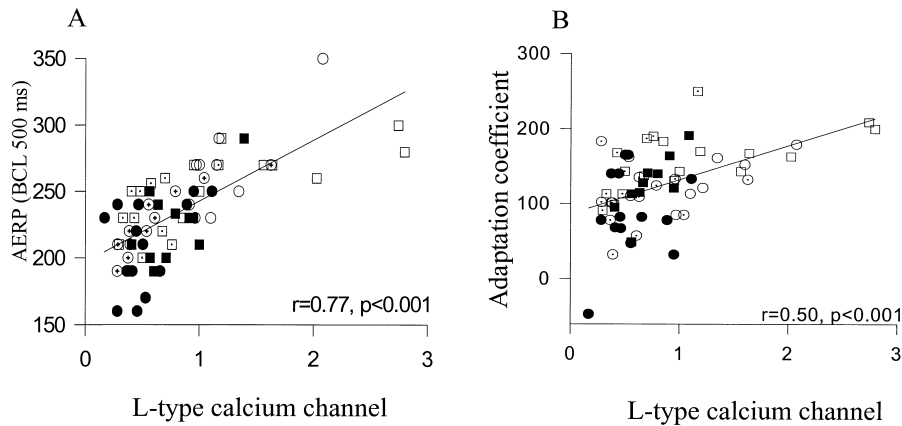 A
AERP (BCL 500 ms)
350
300
250
200
150
r=0.77, p<0.001
0
1
2
3
L-type calcium channel
B
Adaptation coefficient
300
200
100
0
r=0.50, p<0.001
0
1
2
3
L-type calcium channel